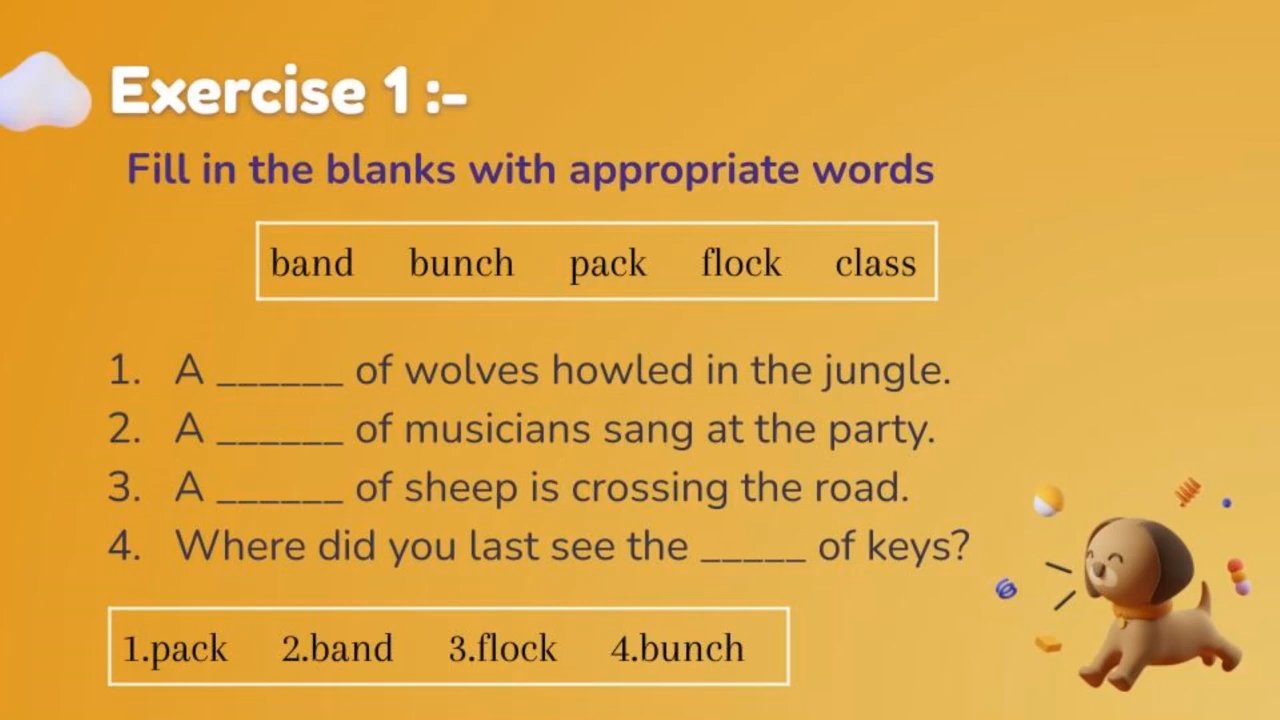 Exercise 1 :-
Fill in the blanks with appropriate words
band bunch pack flock class
1. A ______ of wolves howled in the jungle.
2. A ______ of musicians sang at the party.
3. A ______ of sheep is crossing the road.
4. Where did you last see the _____ of keys?
1.pack 2.band 3.flock 4.bunch